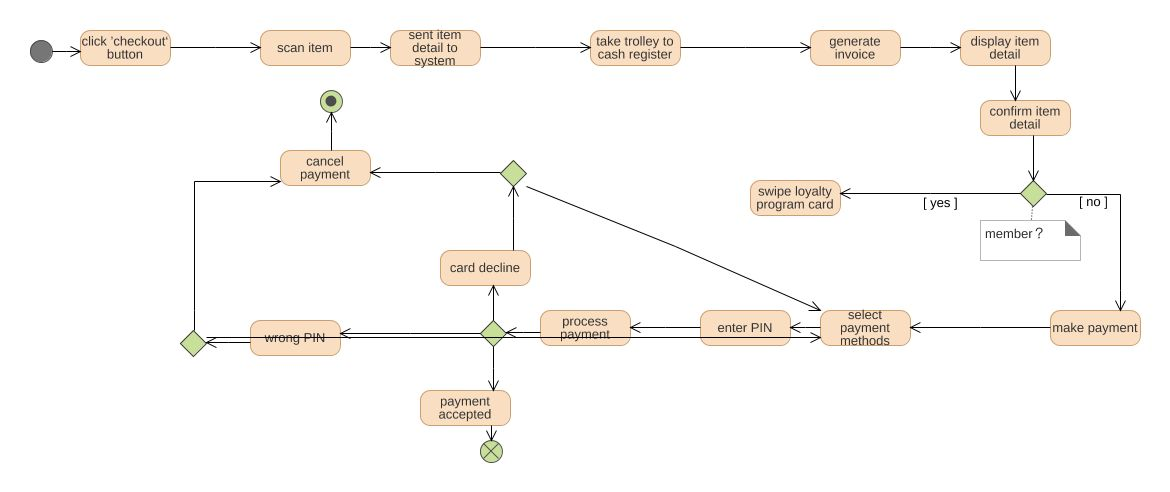 click 'checkout'
button
scan item
sent item
detail to
system
take trolley to
cash register
generate
invoice
display item
detail
confirm item
detail
cancel
payment
swipe loyalty
program card
[ yes ]
[ no ]
member ?
card decline
wrong PIN
process
payment
enter PIN
select
payment
methods
make payment
payment
accepted